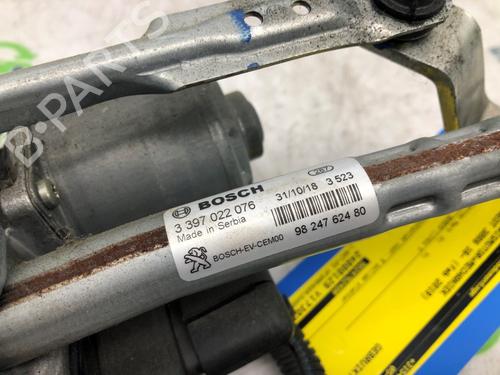 B-PARTS
BOSCH
3 397 022 076
Made in Serbia
BOSCH-EV-CEM00
267
31/10/18 3 523
98 247 624 80